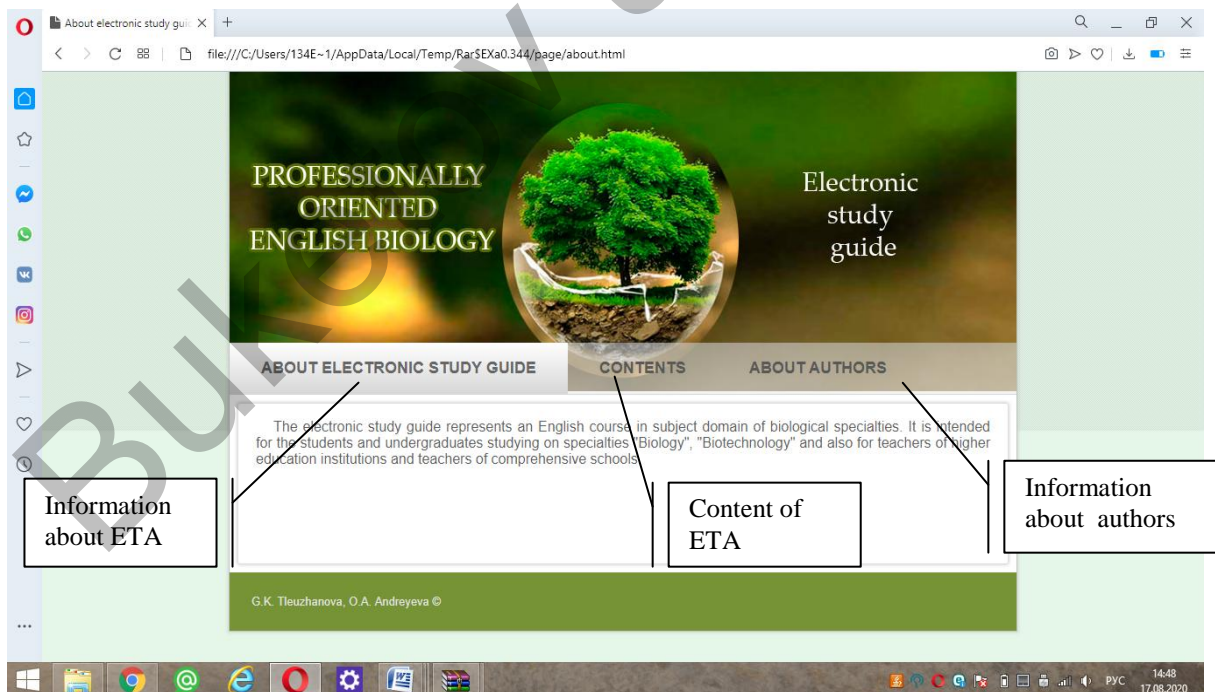 About electronic study gui
file:///C:/Users/134E~1/AppData/Local/Temp/Rar$EXa0.344/page/about.html
PROFESSIONALLY
ORIENTED
ENGLISH BIOLOGY
Electronic
study
guide
ABOUT ELECTRONIC STUDY GUIDE
CONTENTS
ABOUT AUTHORS
The electronic study guide represents an English course in subject domain of biological specialties. It is intended
for the students and undergraduates studying on specialties "Biology", "Biotechnology" and also for teachers of higher
education institutions and teachers of comprehensive schools.
Information
about ETA
Content of
ETA
Information
about authors
G.K. Tleuzhanova, O.A. Andreyeva ©
РУС
14:48
17.08.2020
Buketov